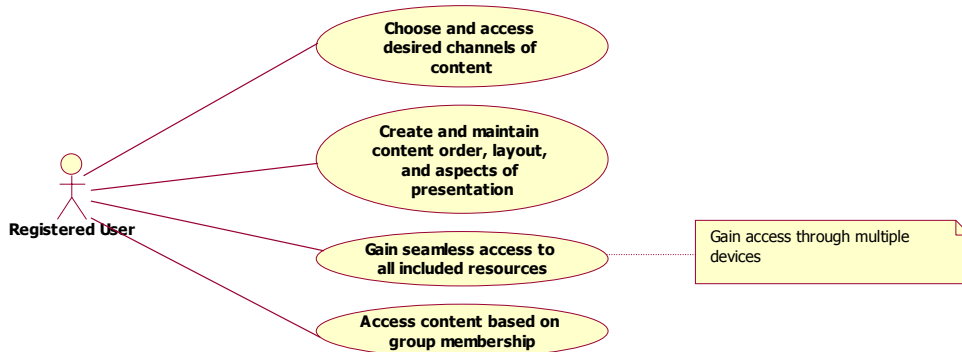 Choose and access
desired channels of
content
Create and maintain
content order, layout,
and aspects of
presentation
Registered User
Gain seamless access to
all included resources
Gain access through multiple
devices
Access content based on
group membership